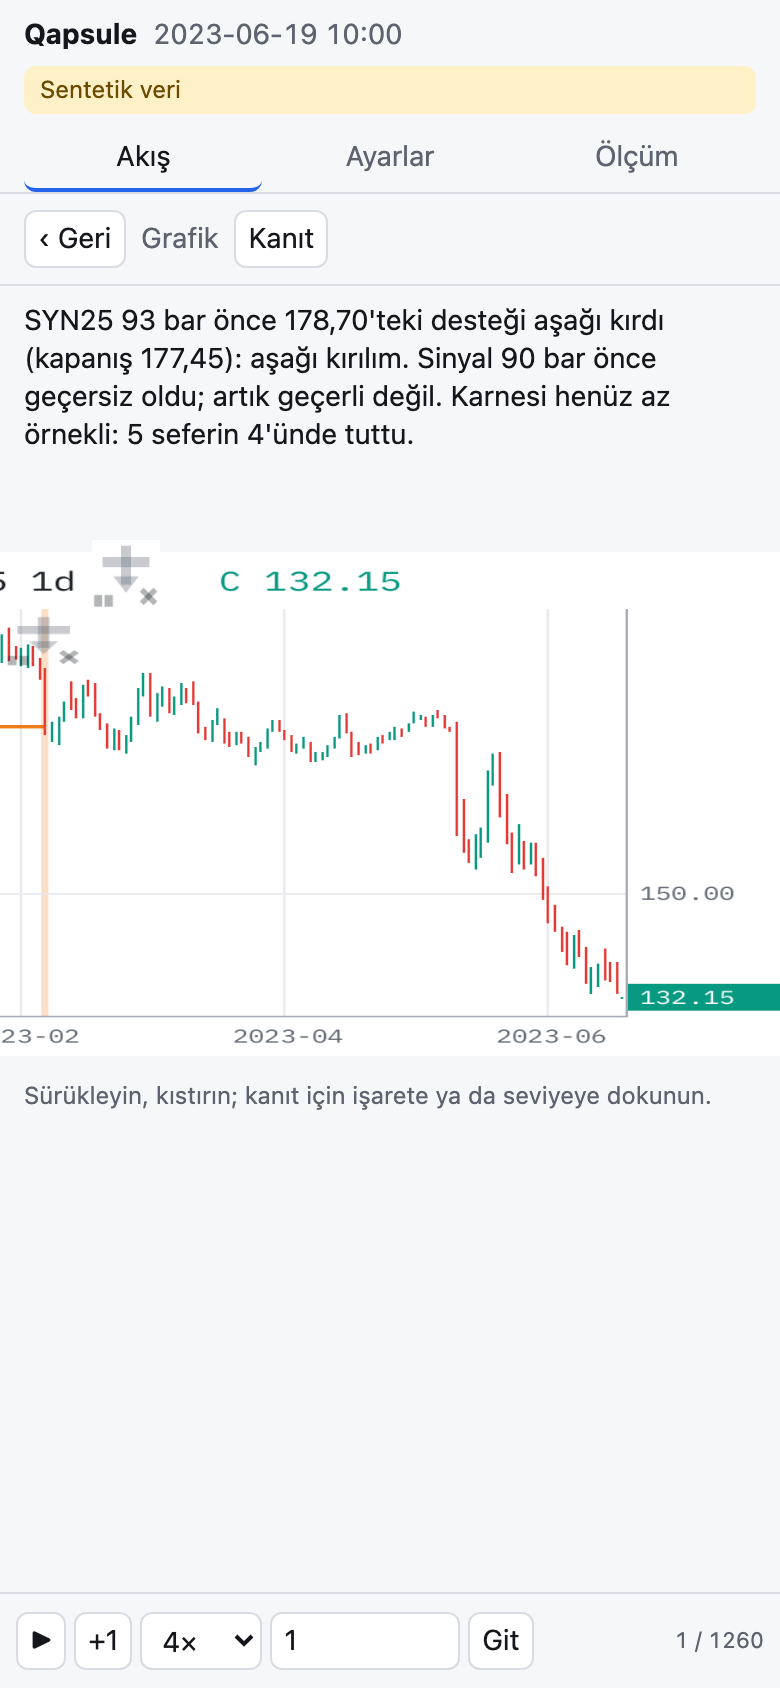 Qapsule 2023-06-19 10:00
Sentetik veri
Akış Ayarlar Ölçüm
‹ Geri Grafik Kanıt
SYN25 93 bar önce 178,70'teki desteği aşağı kırdı
(kapanış 177,45): aşağı kırılım. Sinyal 90 bar önce
geçersiz oldu; artık geçerli değil. Karnesi henüz az
örnekli: 5 seferin 4'ünde tuttu.
5 1d C 132.15
150.00
132.15
23-02 2023-04 2023-06
Sürükleyin, kıstırın; kanıt için işarete ya da seviyeye dokunun.
+1 4× 1 Git 1 / 1260